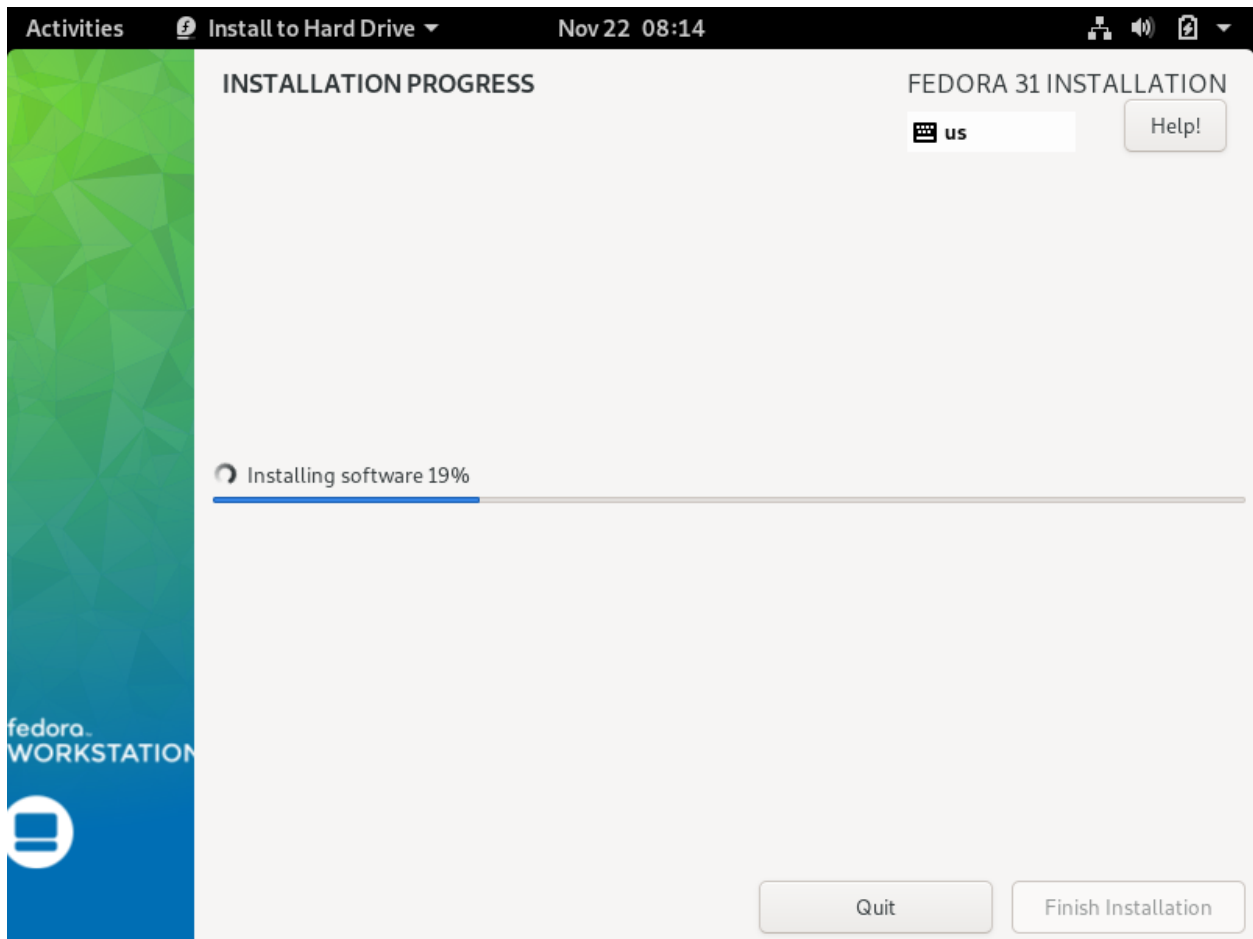 Activities Install to Hard Drive Nov 22 08:14
INSTALLATION PROGRESS
FEDORA 31 INSTALLATION
us
Help!
Installing software 19%
fedora™
WORKSTATION
Quit
Finish Installation